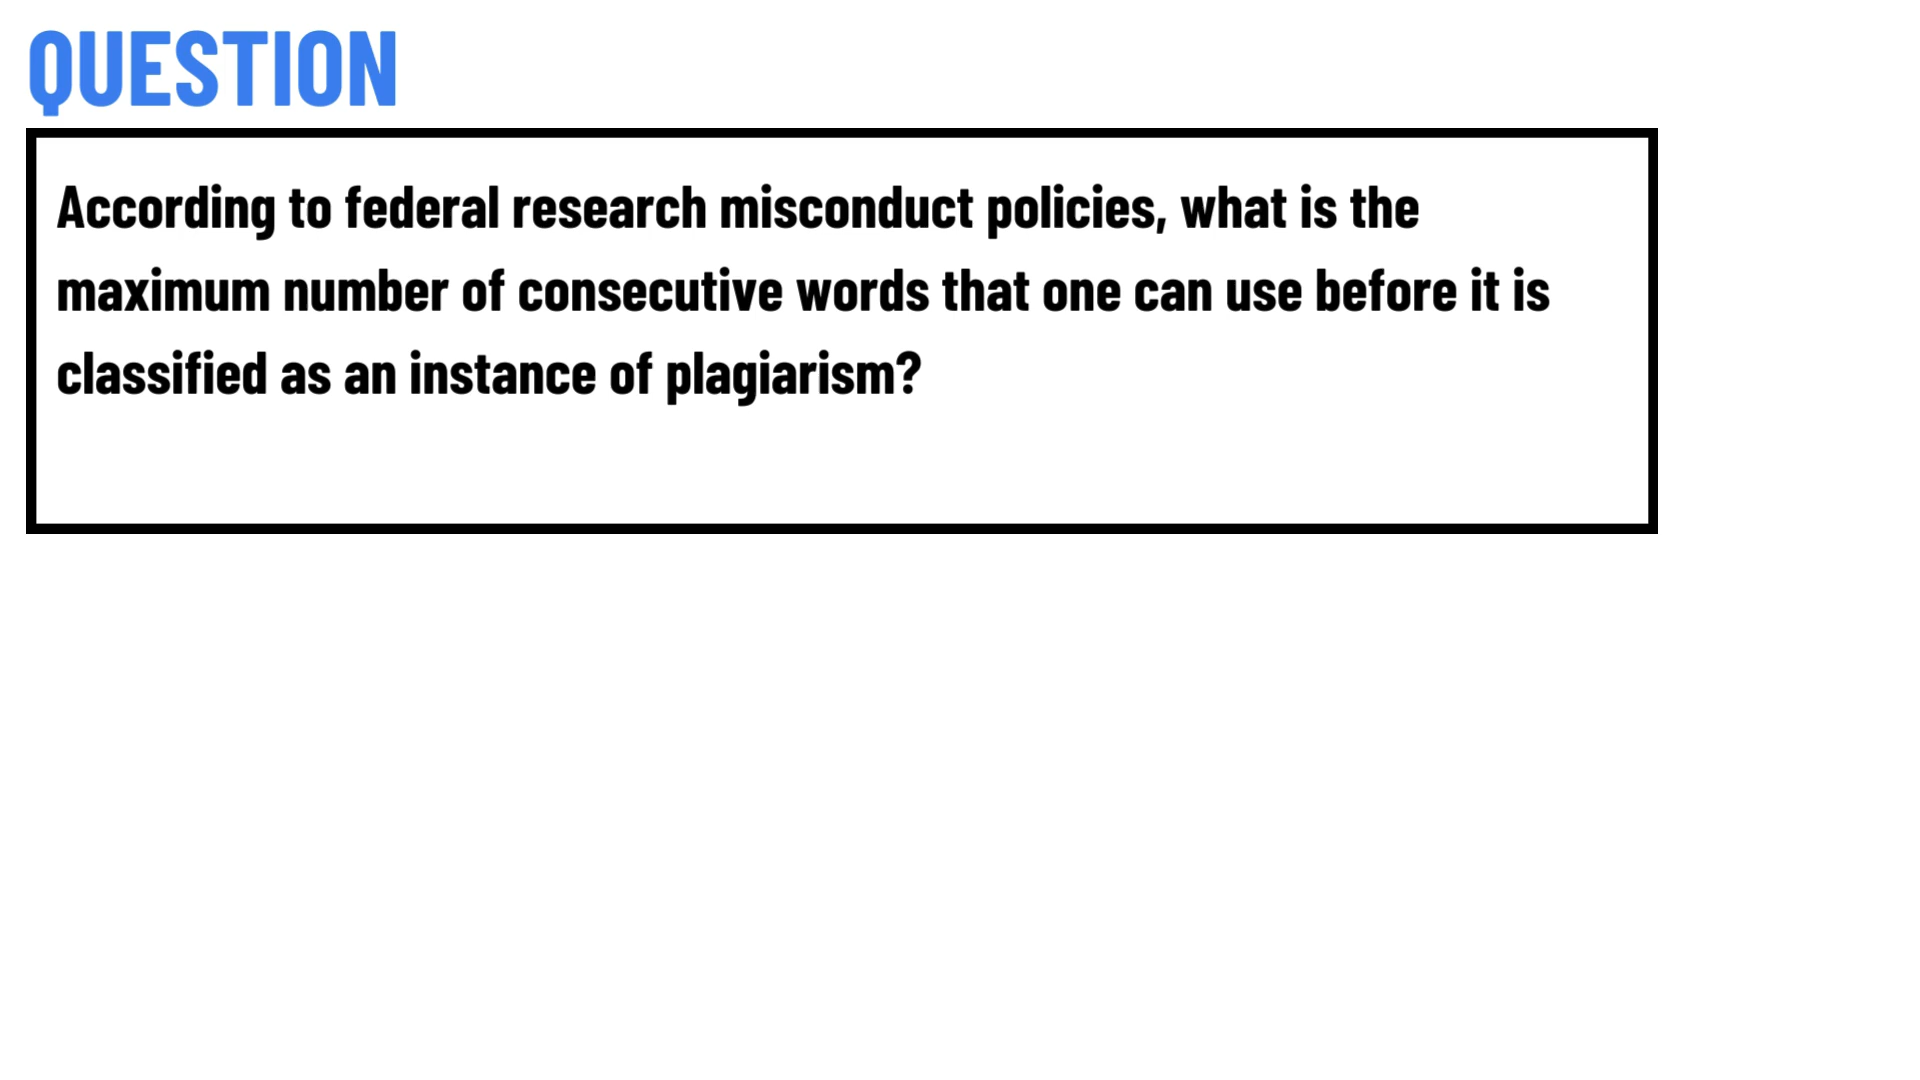 QUESTION
According to federal research misconduct policies, what is the
maximum number of consecutive words that one can use before it is
classified as an instance of plagiarism?